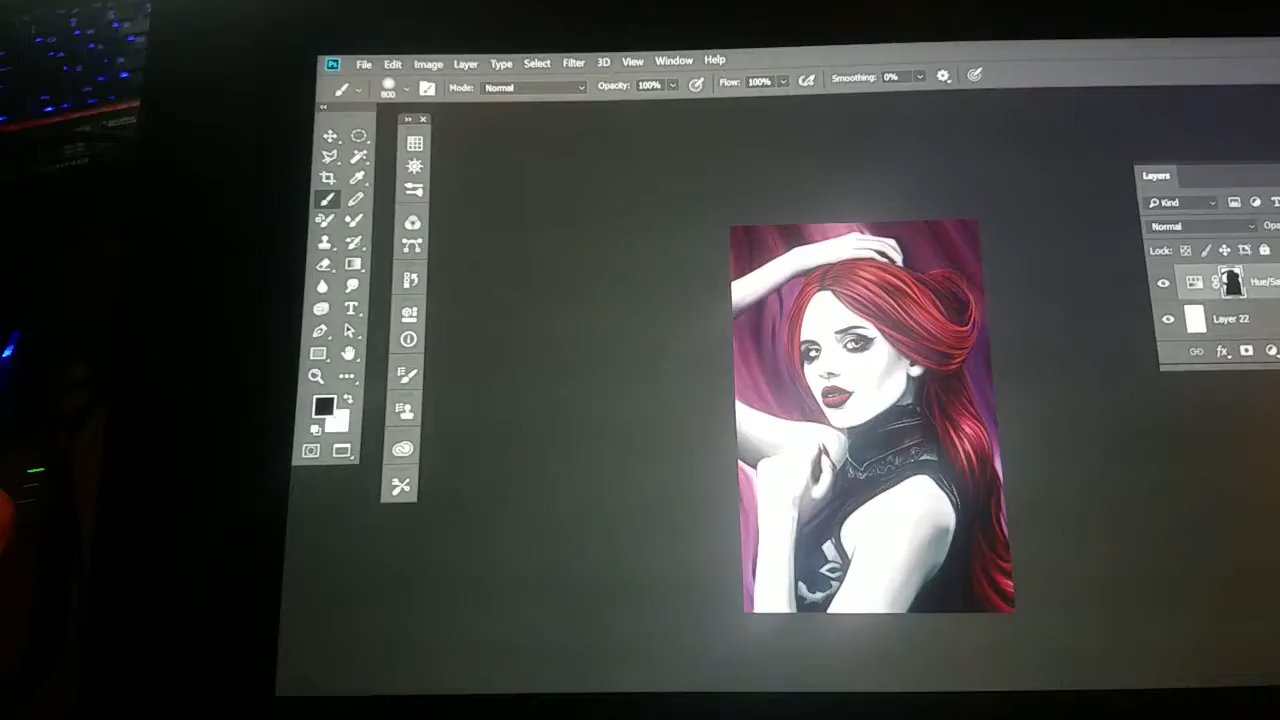 Ps File Edit Image Layer Type Select Filter 3D View Window Help
800 Mode: Normal Opacity: 100% Flow: 100% Smoothing: 0%
Layers
Kind
Normal
Lock:
Layer 22
fx